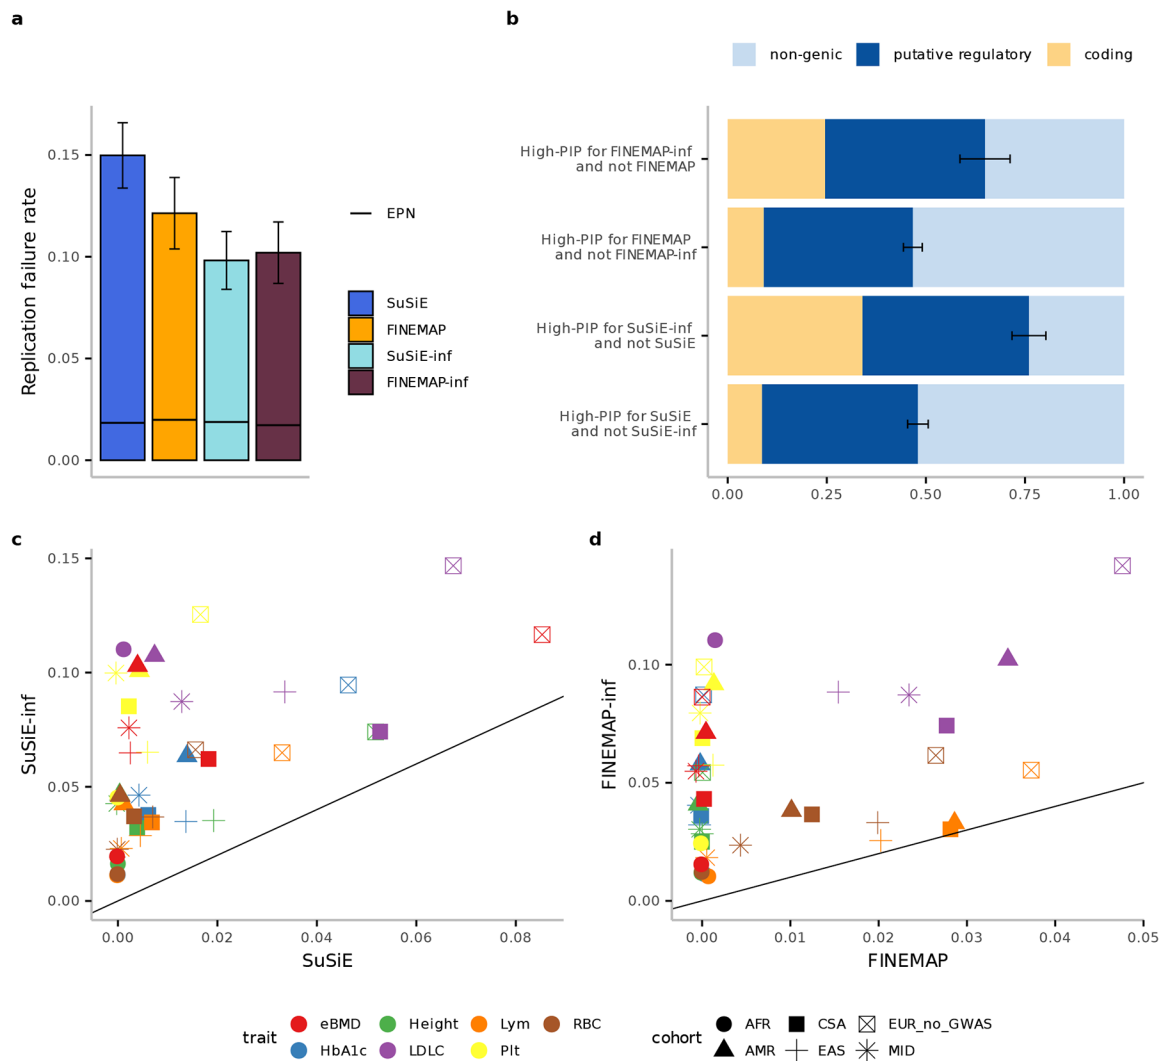 a
Replication failure rate
0.15
0.10
0.05
0.00
EPN
SuSiE
FINEMAP
SuSiE-inf
FINEMAP-inf
b
non-genic putative regulatory coding
High-PIP for FINEMAP-inf
and not FINEMAP
High-PIP for FINEMAP
and not FINEMAP-inf
High-PIP for SuSiE-inf
and not SuSiE
High-PIP for SuSiE
and not SuSiE-inf
0.00 0.25 0.50 0.75 1.00
c
SuSiE-inf
0.15
0.10
0.05
0.00
0.00 0.02 0.04 0.06 0.08
SuSiE
d
FINEMAP-inf
0.10
0.05
0.00
0.00 0.01 0.02 0.03 0.04 0.05
FINEMAP
trait
eBMD Height Lym RBC
HbA1c LDLC Plt
cohort
AFR CSA EUR_no_GWAS
AMR EAS MID